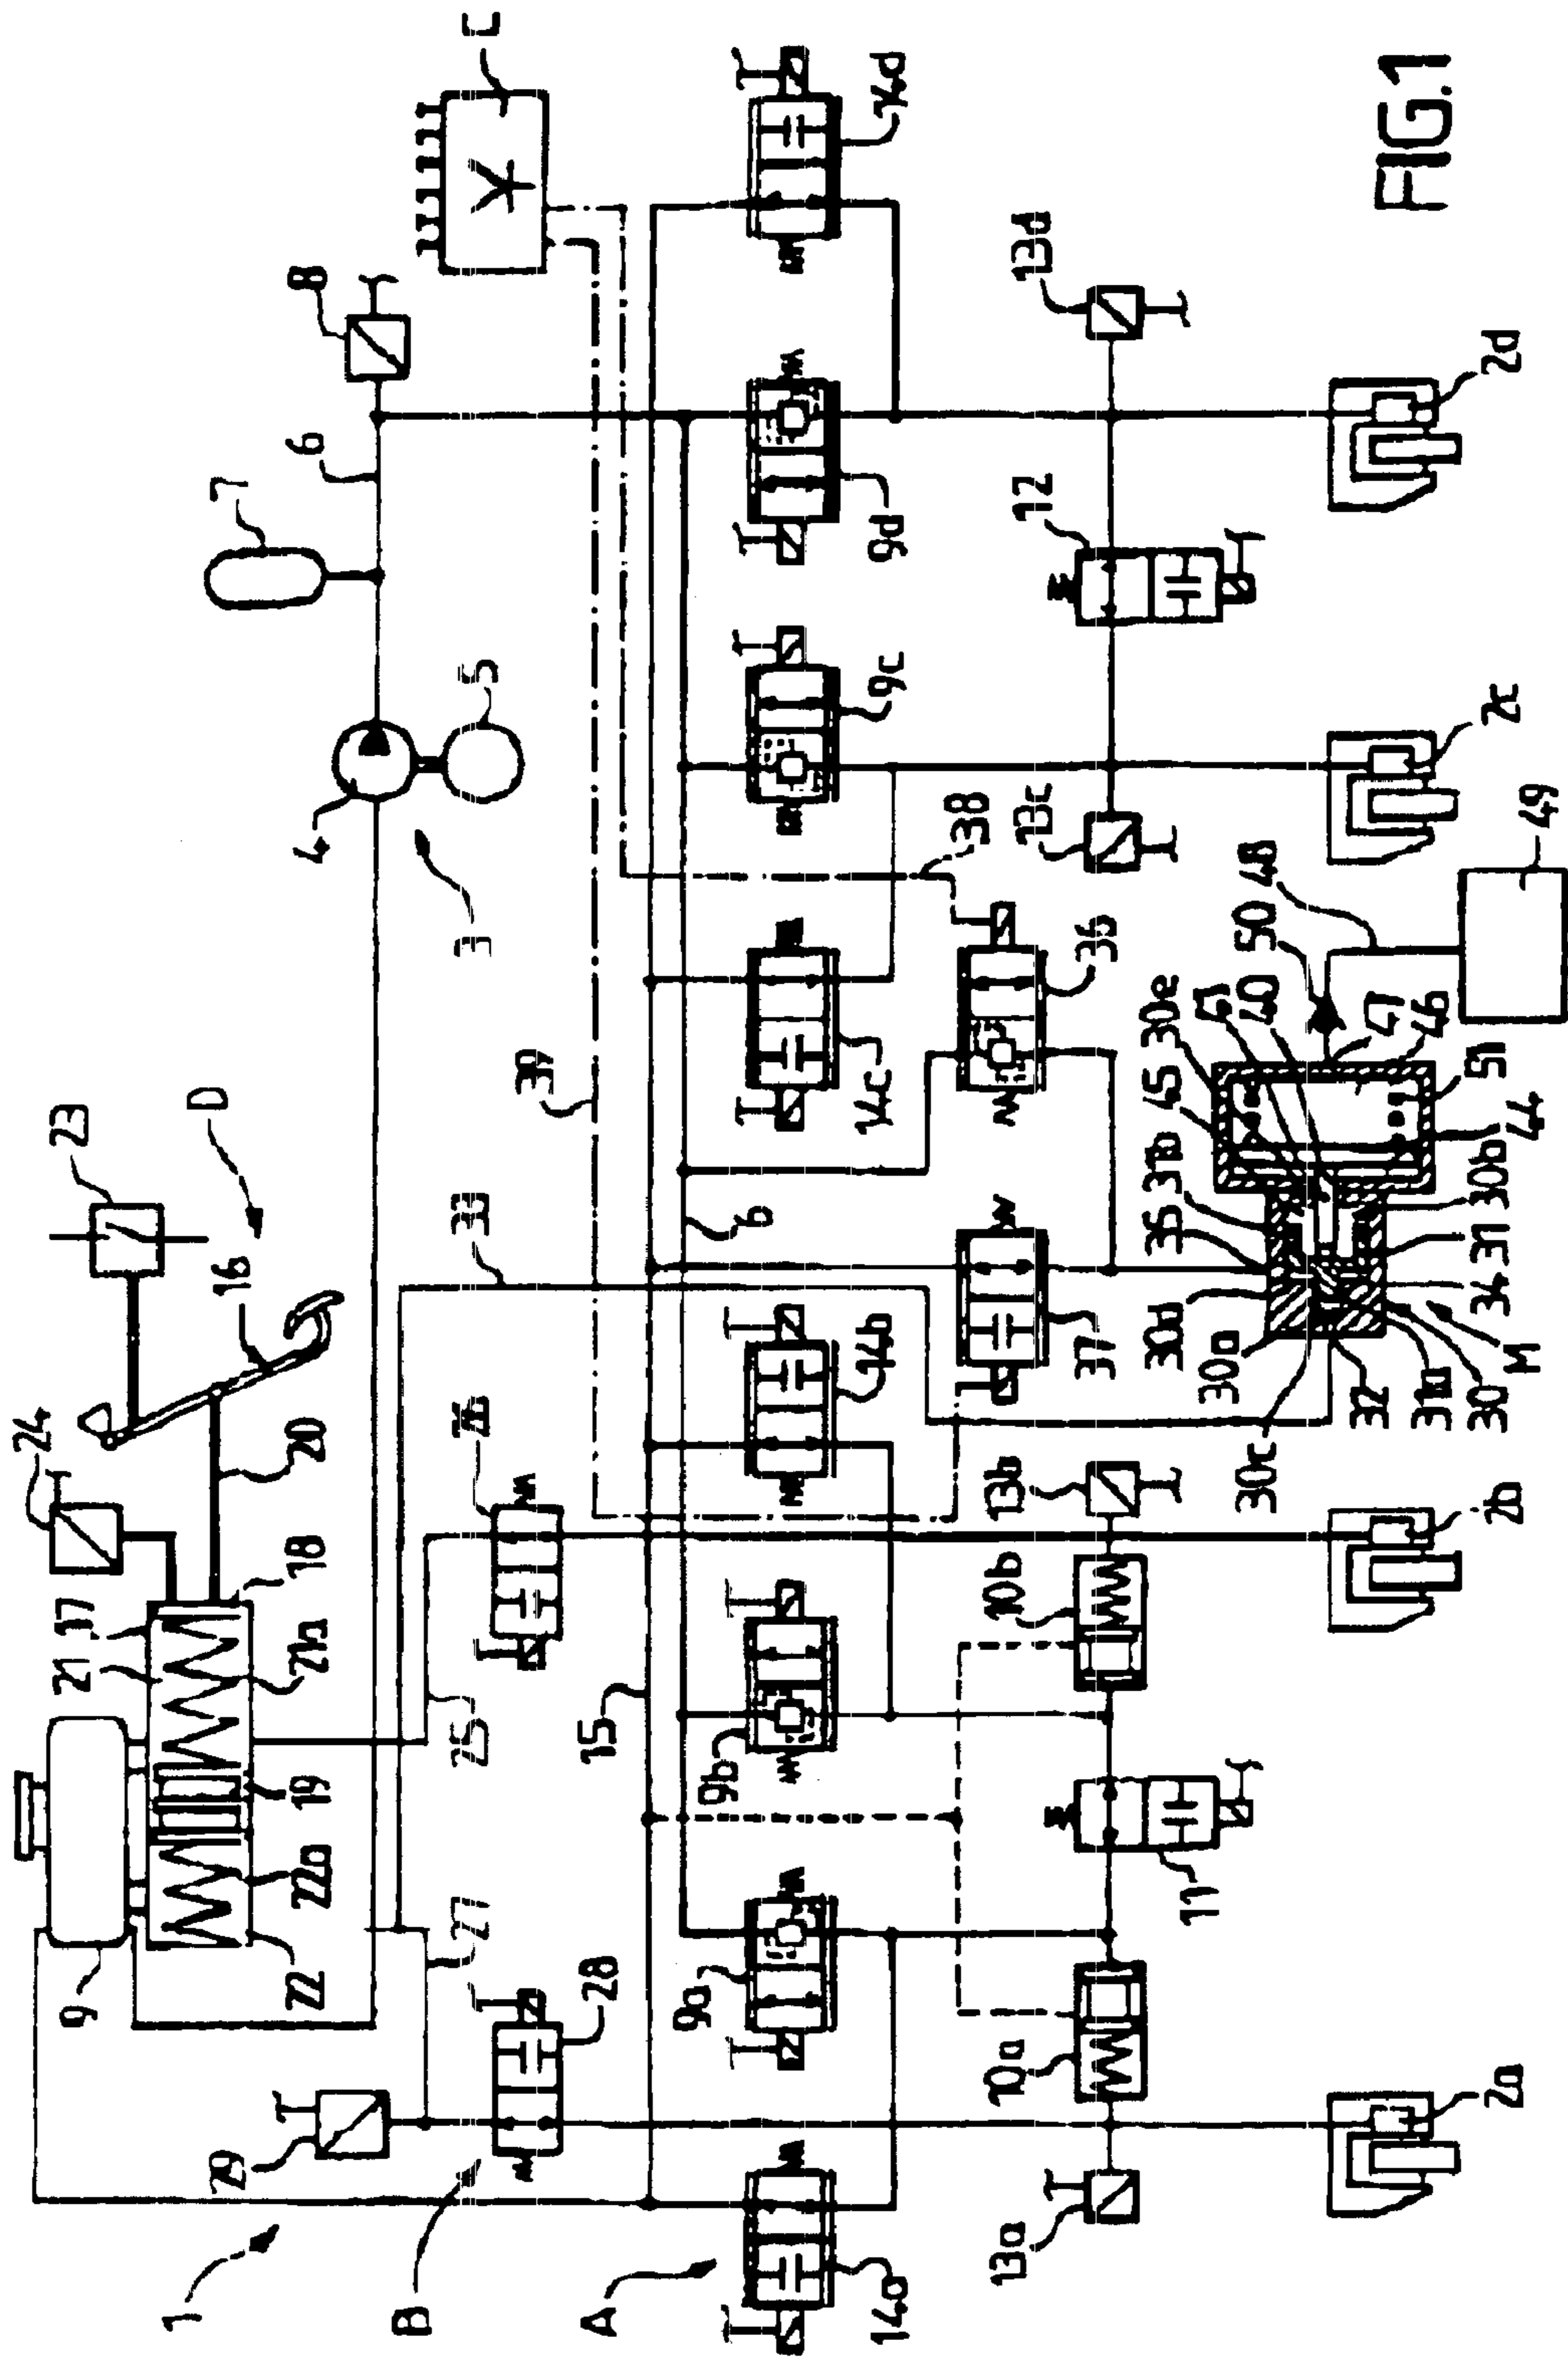 24
9
21 17
23
1
29
22
22a
19
21a
18
20
16
D
7
6
8
B
27
25
26
3
4
5
C
A
28
15
39
33
9a
9b
6
14a
14b
14c
9c
9d
14d
13a
10a
10b
13b
38
13c
12
13d
11
37
36
30c
30a
30d
35
31b
45
30e
41
40
50
48
32
31a
30
M
34
31
30b
44
51
46
47
2a
2b
2c
2d
49
FIG.1